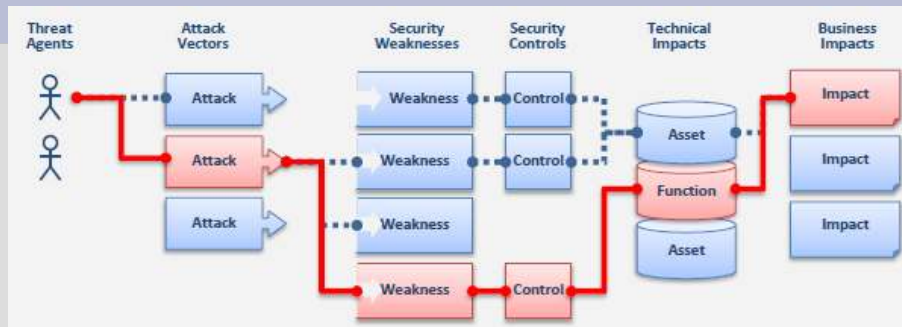 Threat Agents
Attack Vectors
Security Weaknesses
Security Controls
Technical Impacts
Business Impacts
Attack
Weakness
Control
Impact
Attack
Weakness
Control
Asset
Impact
Function
Attack
Weakness
Impact
Asset
Weakness
Control